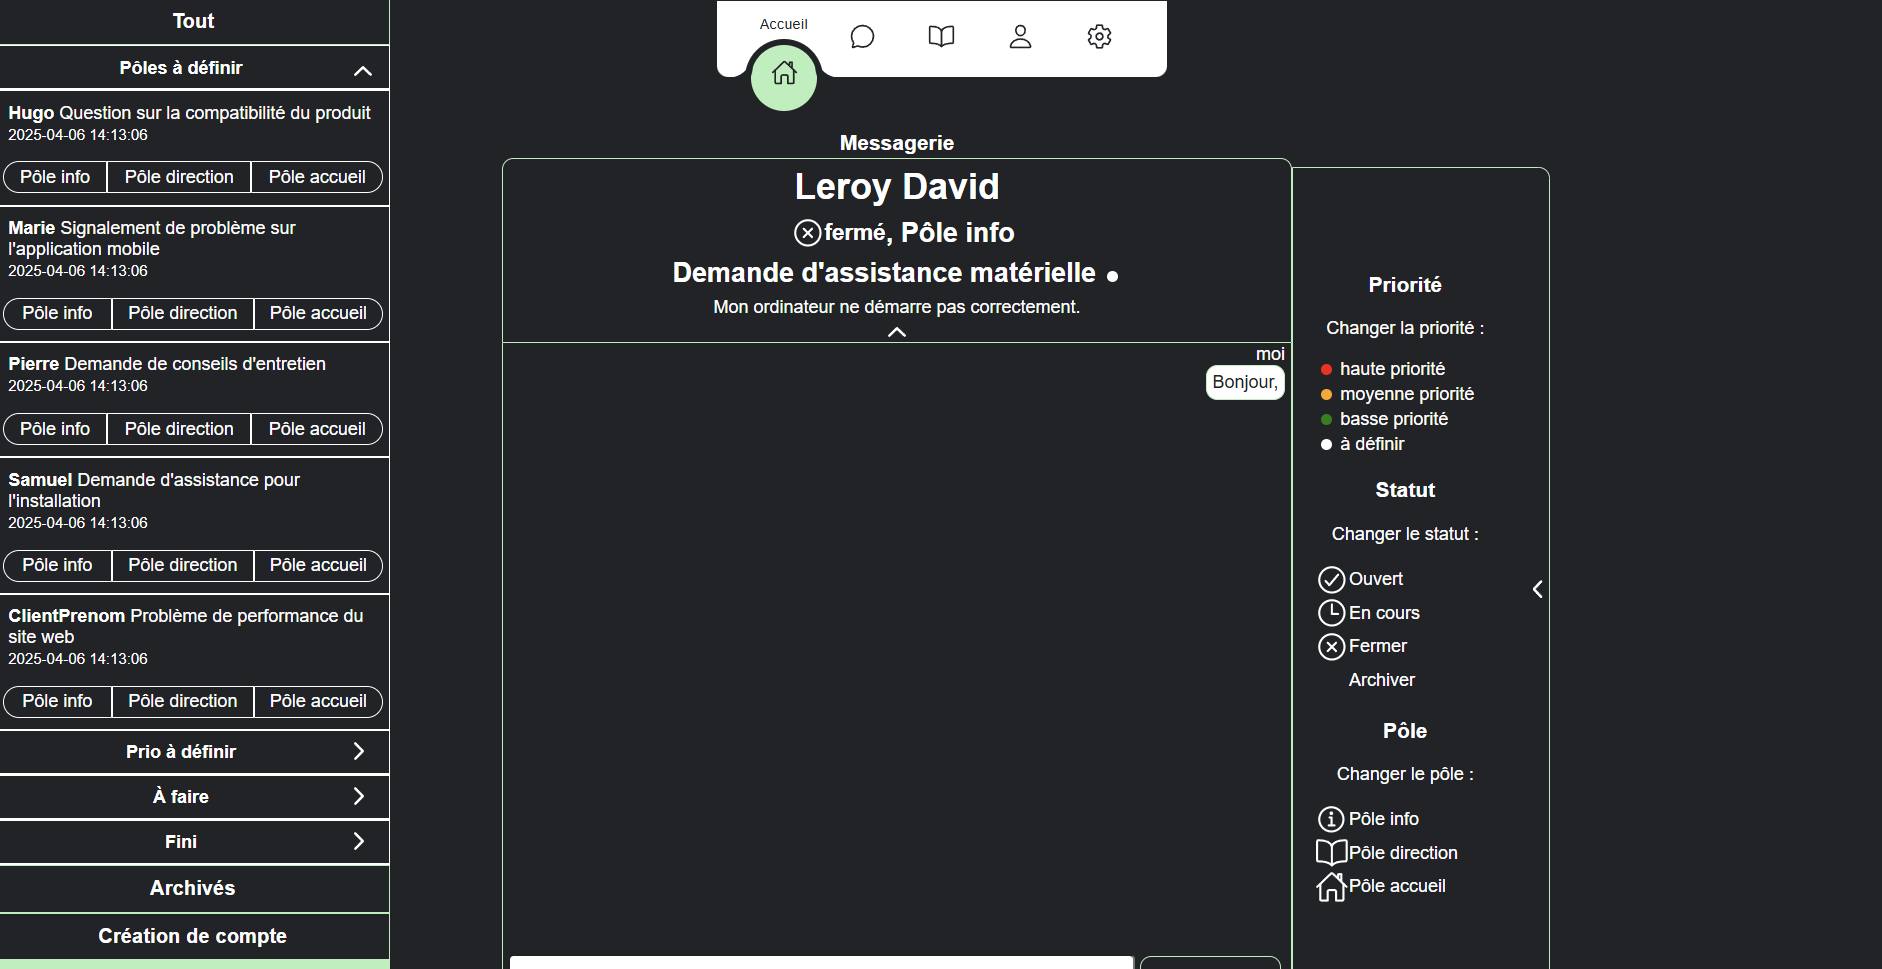 Tout
Pôles à définir
Hugo Question sur la compatibilité du produit
2025-04-06 14:13:06
Pôle info Pôle direction Pôle accueil
Marie Signalement de problème sur
l'application mobile
2025-04-06 14:13:06
Pôle info Pôle direction Pôle accueil
Pierre Demande de conseils d'entretien
2025-04-06 14:13:06
Pôle info Pôle direction Pôle accueil
Samuel Demande d'assistance pour
l'installation
2025-04-06 14:13:06
Pôle info Pôle direction Pôle accueil
ClientPrenom Problème de performance du
site web
2025-04-06 14:13:06
Pôle info Pôle direction Pôle accueil
Prio à définir
À faire
Fini
Archivés
Création de compte
Accueil
Messagerie
Leroy David
fermé, Pôle info
Demande d'assistance matérielle
Mon ordinateur ne démarre pas correctement.
moi
Bonjour,
Priorité
Changer la priorité :
haute priorité
moyenne priorité
basse priorité
à définir
Statut
Changer le statut :
Ouvert
En cours
Fermer
Archiver
Pôle
Changer le pôle :
Pôle info
Pôle direction
Pôle accueil